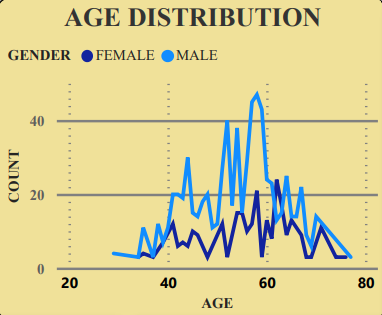 AGE DISTRIBUTION
GENDER FEMALE MALE
40
20
0
COUNT
20 40 60 80
AGE